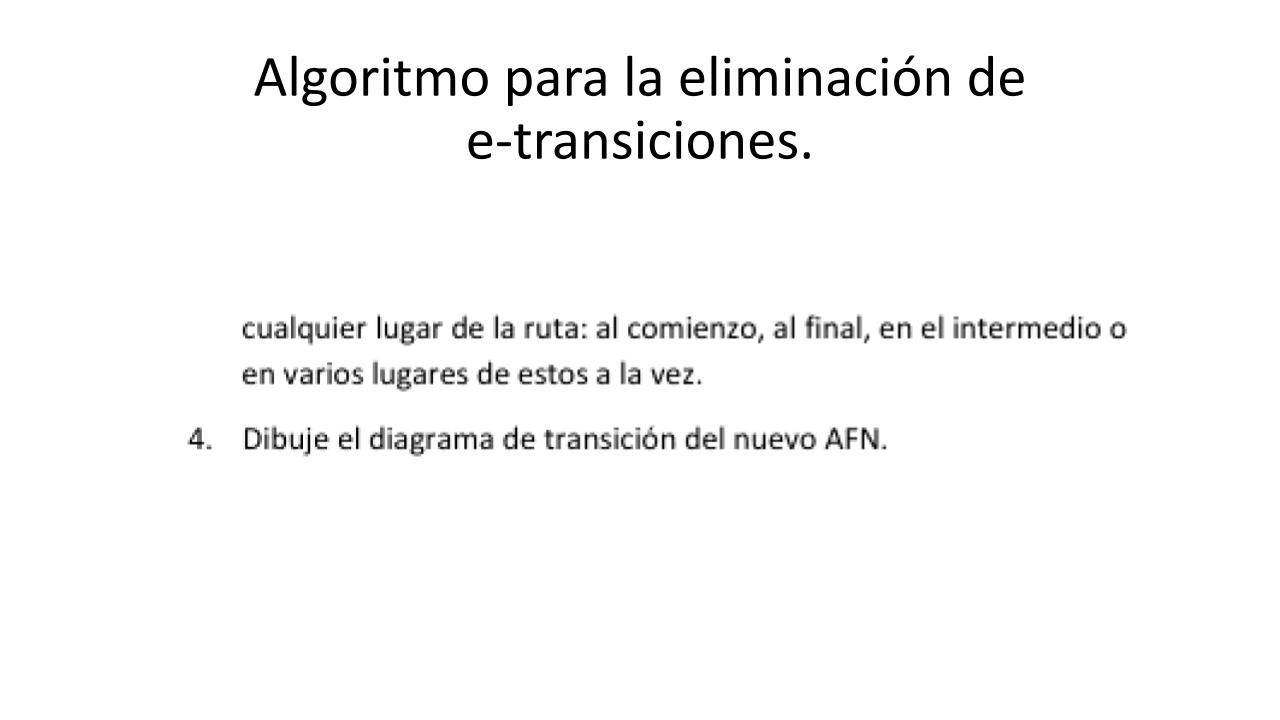 Algoritmo para la eliminación de
e-transiciones.
cualquier lugar de la ruta: al comienzo, al final, en el intermedio o
en varios lugares de estos a la vez.
4. Dibuje el diagrama de transición del nuevo AFN.